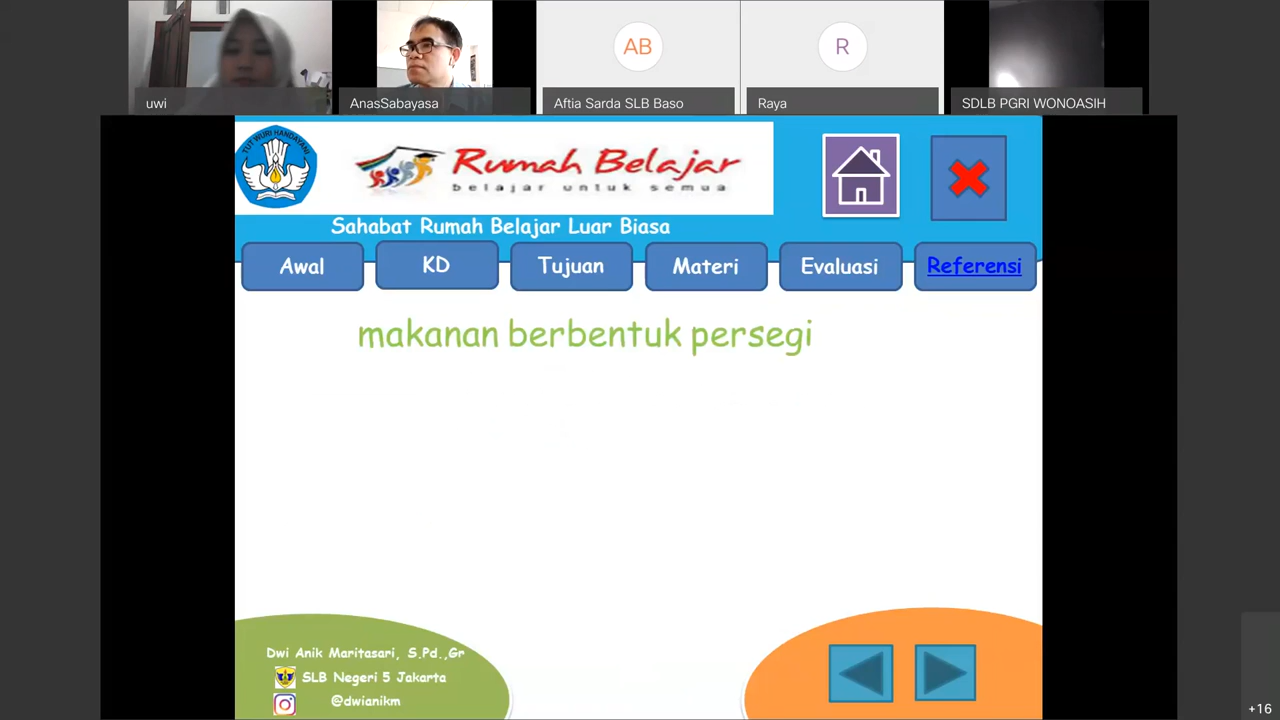 uwi
AnasSabayasa
AB
Aftia Sarda SLB Baso
R
Raya
SDLB PGRI WONOASIH
TUT WURI HANDAYANI
Rumah Belajar
belajar untuk semua
Sahabat Rumah Belajar Luar Biasa
Awal
KD
Tujuan
Materi
Evaluasi
Referensi
makanan berbentuk persegi
Dwi Anik Maritasari, S.Pd.,Gr
SLB Negeri 5 Jakarta
@dwianikm
+16